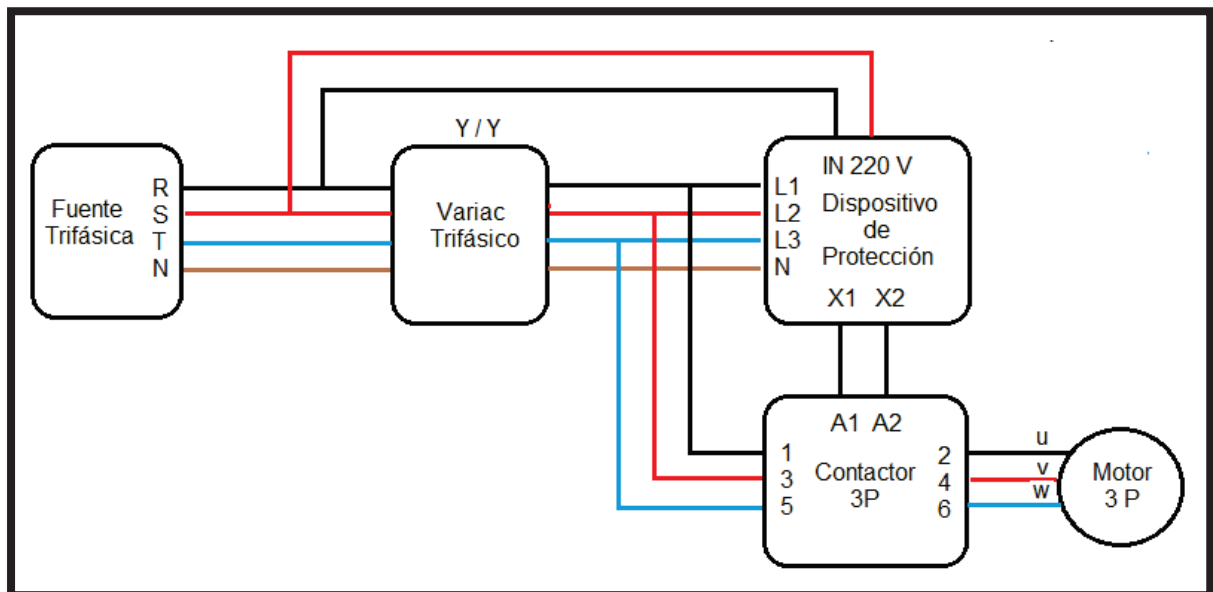 Fuente
Trifásica
R
S
T
N
Y / Y
Variac
Trifásico
IN 220 V
L1
L2
L3
N
Dispositivo
de
Protección
X1 X2
A1 A2
1
3
5
Contactor
3P
2
4
6
u
v
w
Motor
3 P